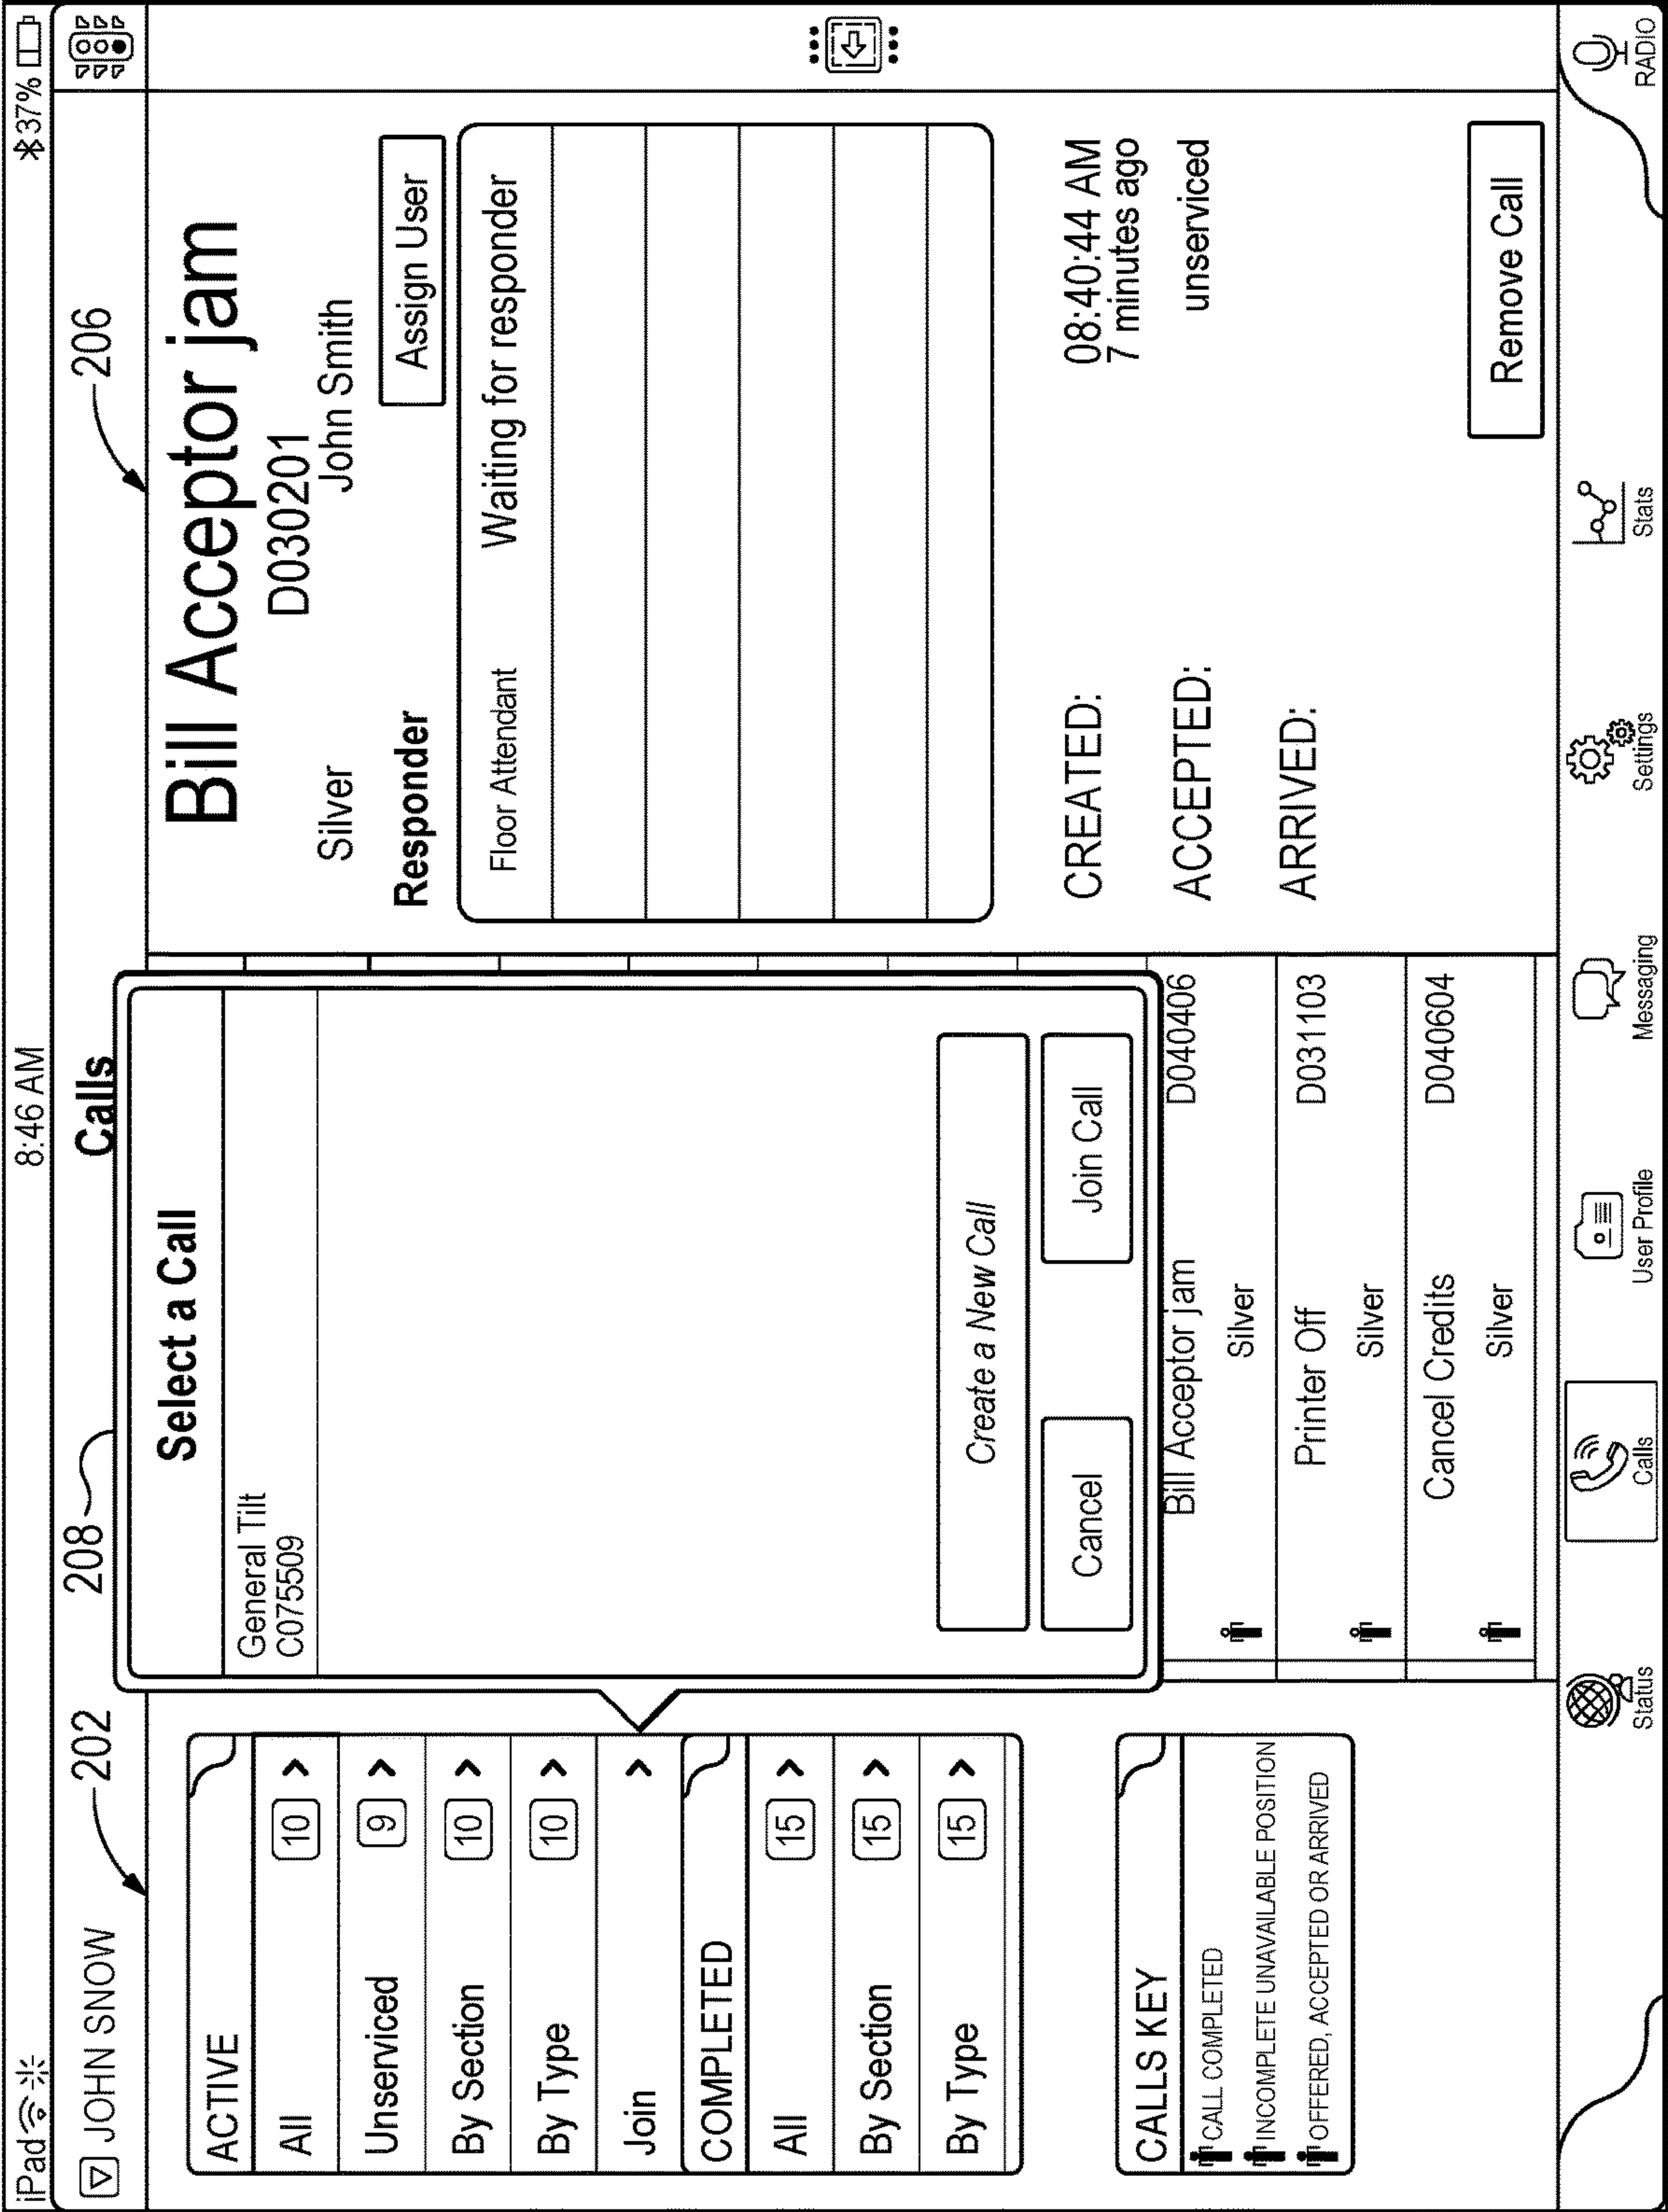 iPad 8:46 AM 37%
JOHN SNOW
Calls
202
208
206
ACTIVE
All 10 >
Unserviced 9 >
By Section 10 >
By Type 10 >
Join >
COMPLETED
All 15 >
By Section 15 >
By Type 15 >
CALLS KEY
CALL COMPLETED
INCOMPLETE UNAVAILABLE POSITION
OFFERED, ACCEPTED OR ARRIVED
Select a Call
General Tilt
C075509
Create a New Call
Cancel Join Call
Bill Acceptor jam D040406
Silver
Printer Off D031103
Silver
Cancel Credits D040604
Silver
Bill Acceptor jam
D030201
Silver John Smith
Responder Assign User
Floor Attendant Waiting for responder
CREATED: 08:40:44 AM
7 minutes ago
ACCEPTED: unserviced
ARRIVED:
Remove Call
Status Calls User Profile Messaging Settings Stats RADIO